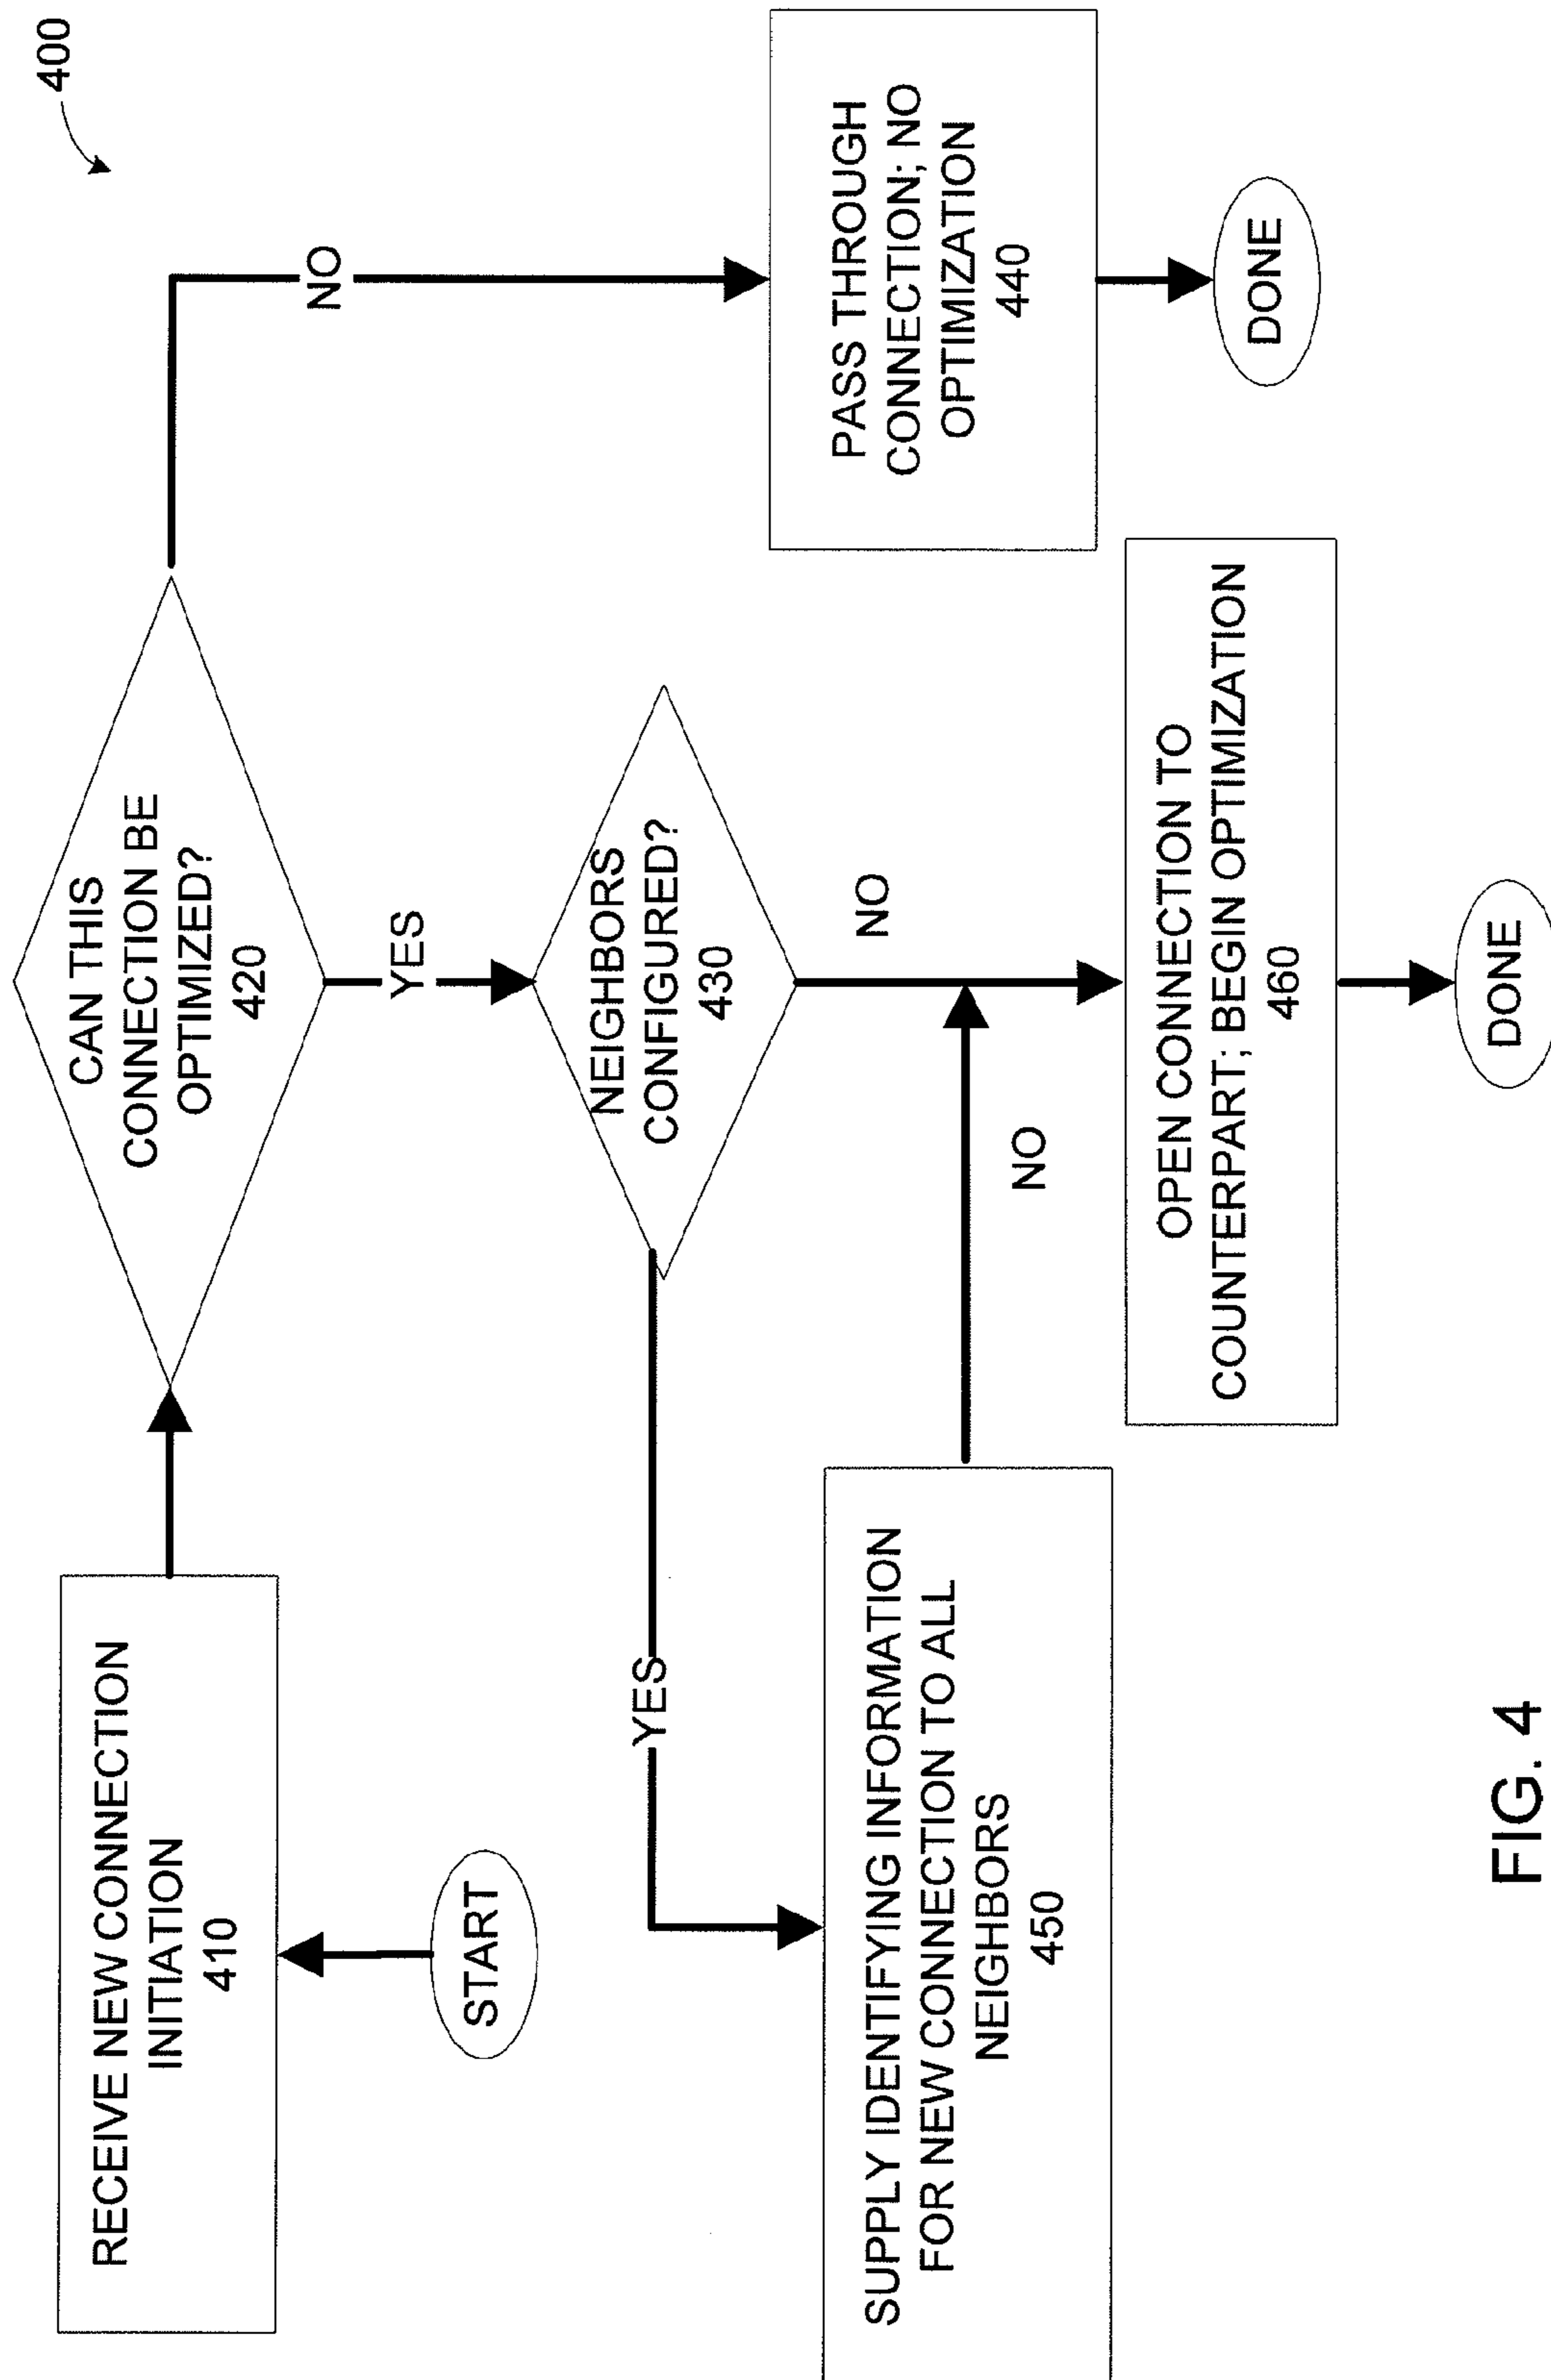 400
RECEIVE NEW CONNECTION
INITIATION
410
START
CAN THIS
CONNECTION BE
OPTIMIZED?
420
NO
YES
NEIGHBORS
CONFIGURED?
430
YES
NO
SUPPLY IDENTIFYING INFORMATION
FOR NEW CONNECTION TO ALL
NEIGHBORS
450
NO
PASS THROUGH
CONNECTION; NO
OPTIMIZATION
440
DONE
OPEN CONNECTION TO
COUNTERPART; BEGIN OPTIMIZATION
460
DONE
FIG. 4